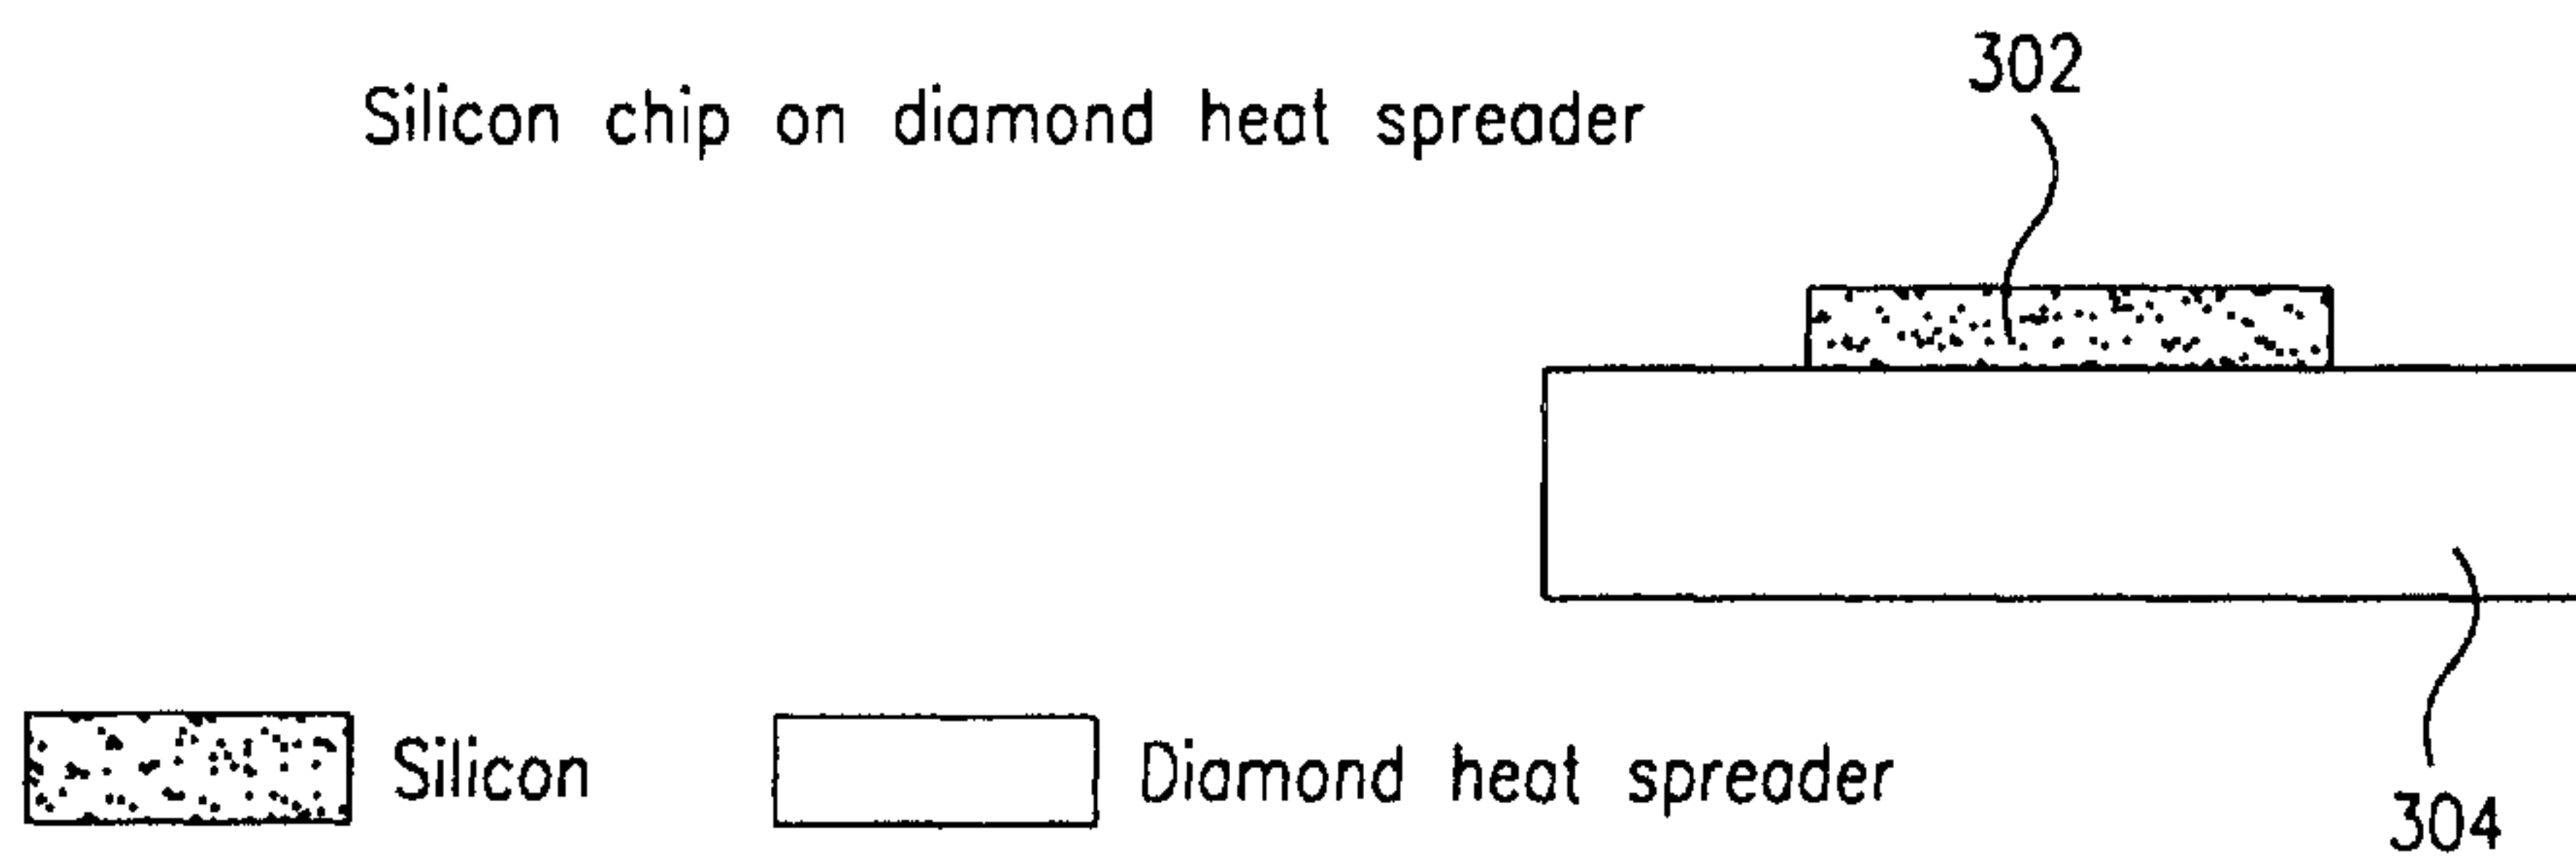 302
Silicon chip on diamond heat spreader
Silicon
Diamond heat spreader
304